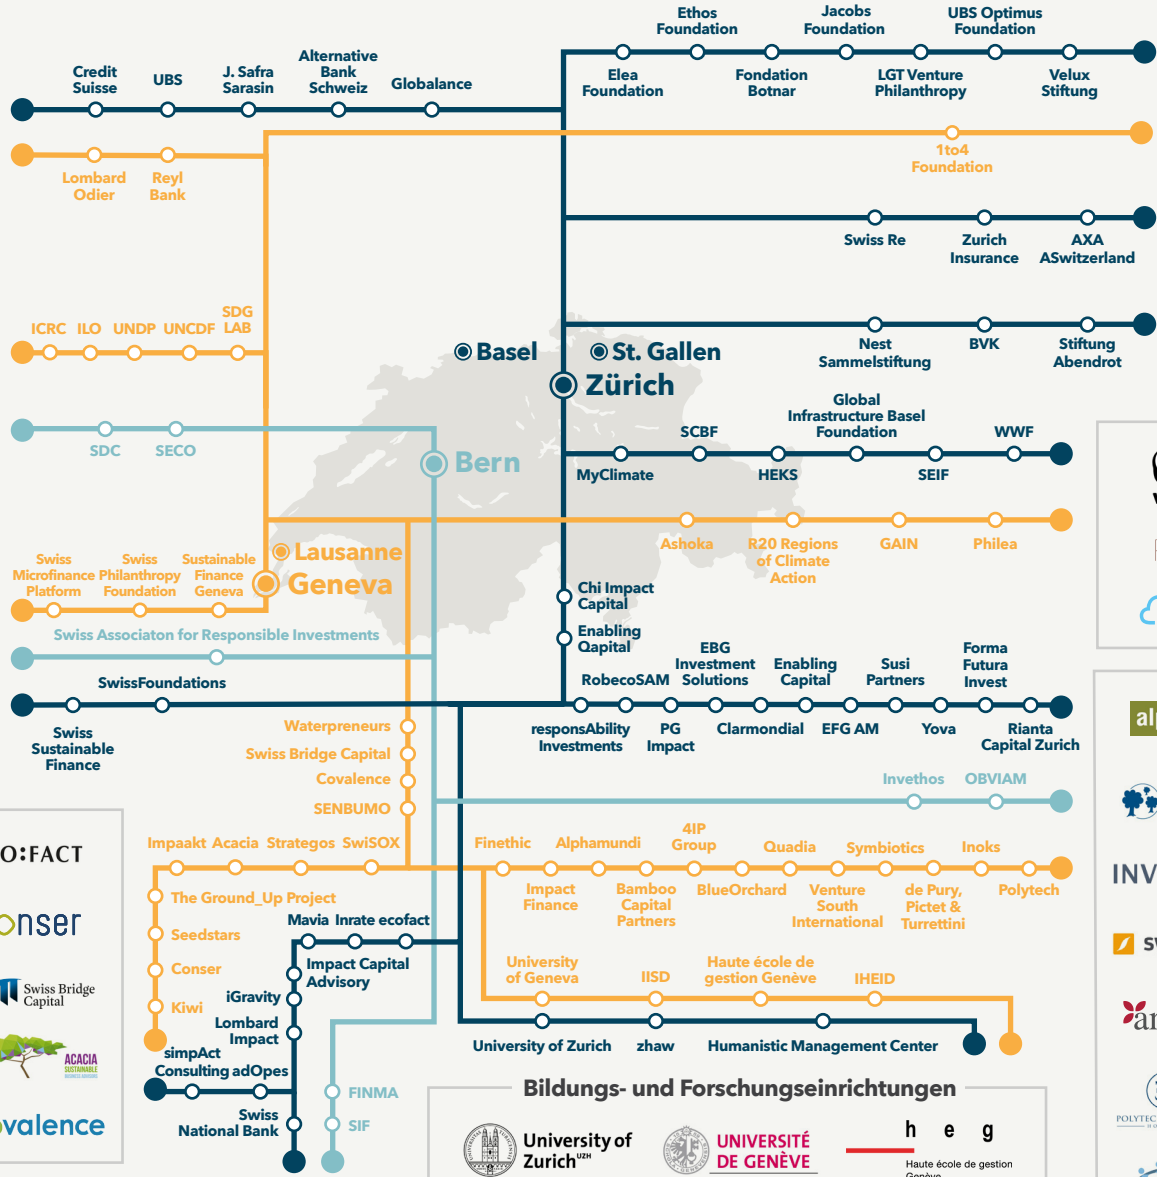 Ethos
Foundation
Jacobs
Foundation
UBS Optimus
Foundation
Elea
Foundation
Fondation
Botnar
LGT Venture
Philanthropy
Velux
Stiftung
Credit
Suisse
UBS
J. Safra
Sarasin
Alternative
Bank
Schweiz
Globalance
1to4
Foundation
Lombard
Odier
Reyl
Bank
Swiss Re
Zurich
Insurance
AXA
ASwitzerland
ICRC
ILO
UNDP
UNCDF
SDG
LAB
Basel
St. Gallen
Zürich
Nest
Sammelstiftung
BVK
Stiftung
Abendrot
SDC
SECO
Bern
SCBF
Global
Infrastructure Basel
Foundation
WWF
MyClimate
HEKS
SEIF
Lausanne
Geneva
Ashoka
R20 Regions
of Climate
Action
GAIN
Philea
Swiss
Microfinance
Platform
Swiss
Philanthropy
Foundation
Sustainable
Finance
Geneva
Chi Impact
Capital
Enabling
Qapital
Swiss Associaton for Responsible Investments
SwissFoundations
Swiss
Sustainable
Finance
RobecoSAM
EBG
Investment
Solutions
Enabling
Capital
Susi
Partners
Forma
Futura
Invest
responsAbility
Investments
PG
Impact
Clarmondial
EFG AM
Yova
Rianta
Capital Zurich
Waterpreneurs
Swiss Bridge Capital
Covalence
SENBUMO
Invethos
OBVIAM
Impaakt
Acacia
Strategos
SwiSOX
Finethic
Alphamundi
4IP
Group
Quadia
Symbiotics
Inoks
Impact
Finance
Bamboo
Capital
Partners
BlueOrchard
Venture
South
International
de Pury,
Pictet &
Turrettini
Polytech
The Ground_Up Project
Seedstars
Conser
Kiwi
Mavia
Inrate
ecofact
Impact Capital
Advisory
iGravity
Lombard
Impact
simpAct
Consulting
adOpes
Swiss
National Bank
FINMA
SIF
University
of Geneva
IISD
Haute école de
gestion Genève
IHEID
University of Zurich
zhaw
Humanistic Management Center
O:FACT
onser
Swiss Bridge
Capital
ACACIA
SUSTAINABLE
valence
Bildungs- und Forschungseinrichtungen
University of
Zurich UZH
UNIVERSITÉ
DE GENÈVE
h e g
Haute école de gestion
Genève
alp
INV
SW
ar
POLYTEC